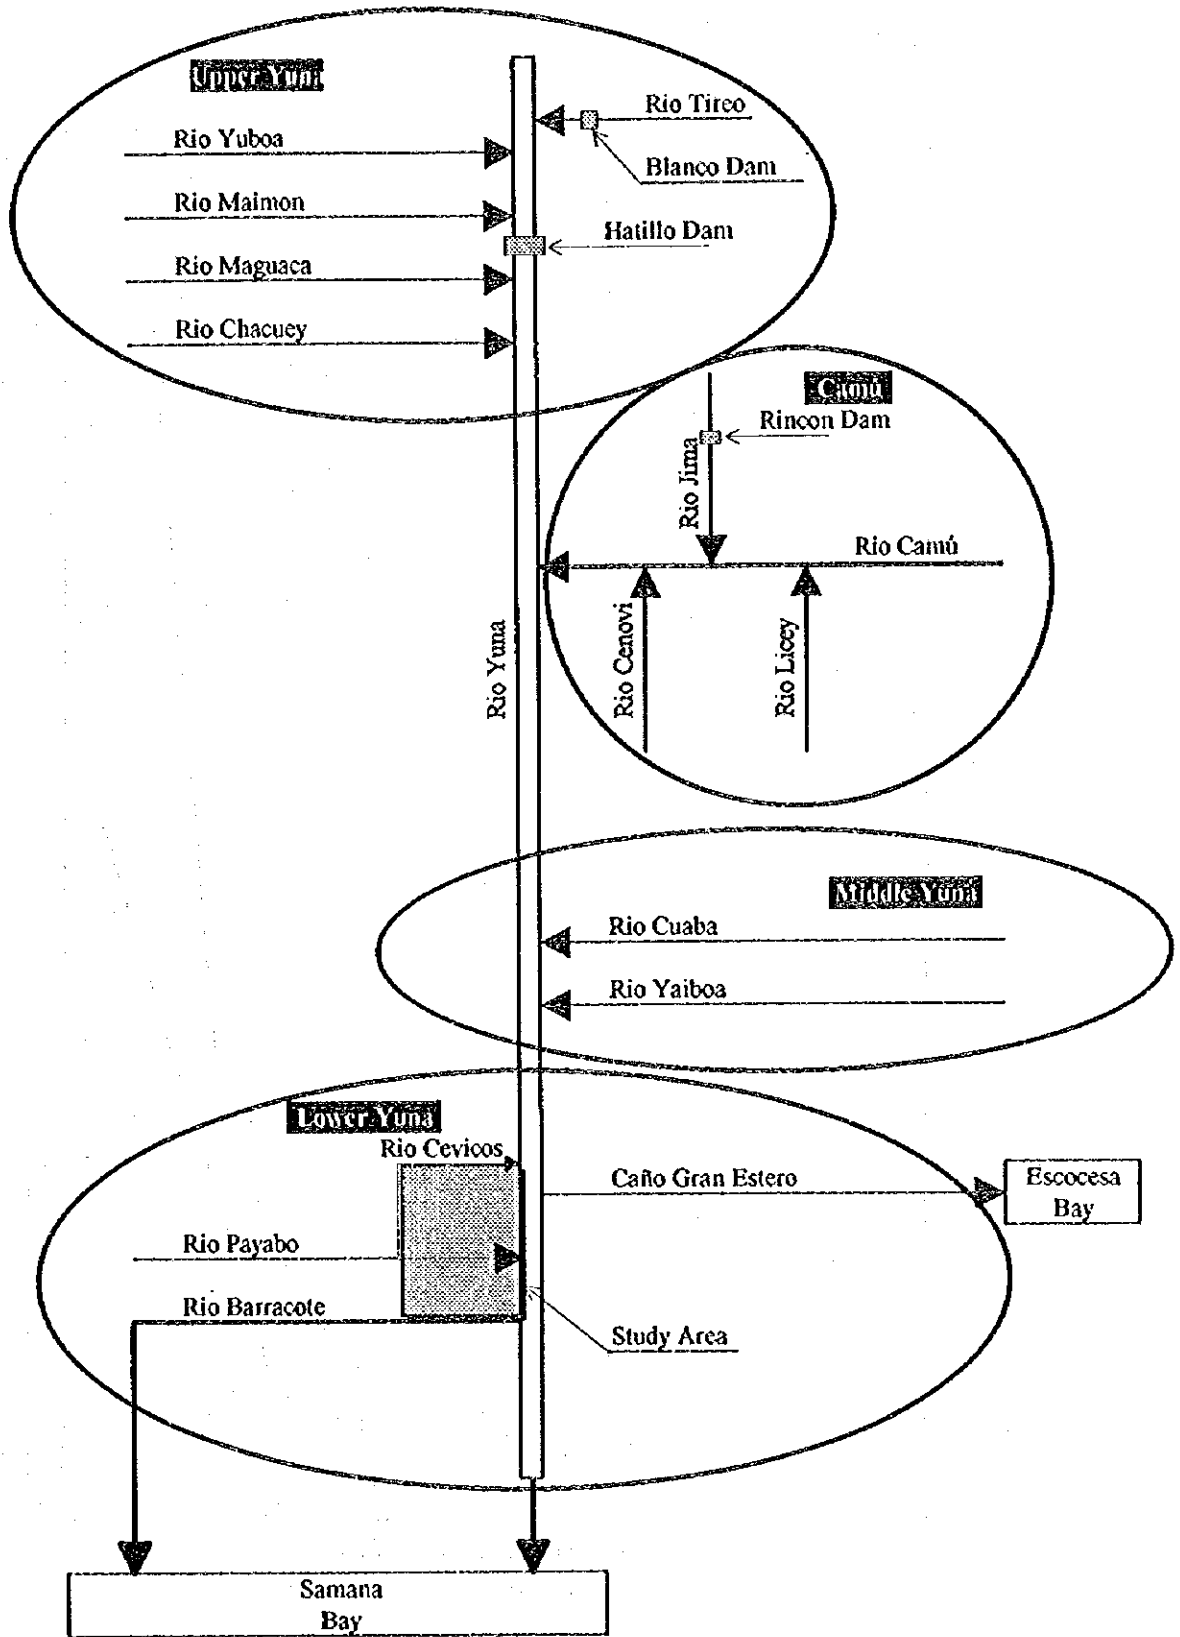 Upper Yuna
Rio Tireo
Rio Yuboa
Blanco Dam
Rio Maimon
Hatillo Dam
Rio Maguaca
Rio Chacuey
Camú
Rincon Dam
Rio Jima
Rio Camú
Rio Yuna
Rio Cenovi
Rio Licey
Middle Yuna
Rio Cuaba
Rio Yaiboa
Lower Yuna
Rio Cevicos
Caño Gran Estero
Escocesa
Bay
Rio Payabo
Rio Barracote
Study Area
Samana
Bay